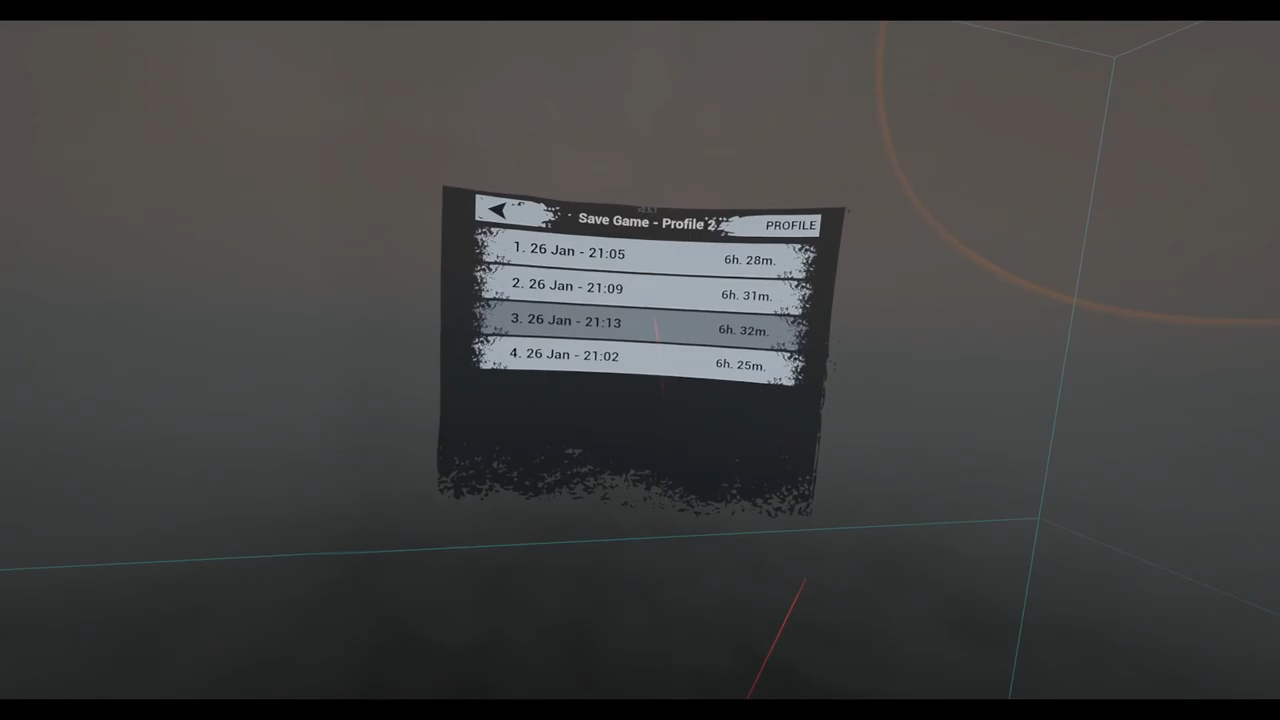 Save Game - Profile 2
PROFILE
1. 26 Jan - 21:05 6h. 28m.
2. 26 Jan - 21:09 6h. 31m.
3. 26 Jan - 21:13 6h. 32m.
4. 26 Jan - 21:02 6h. 25m.